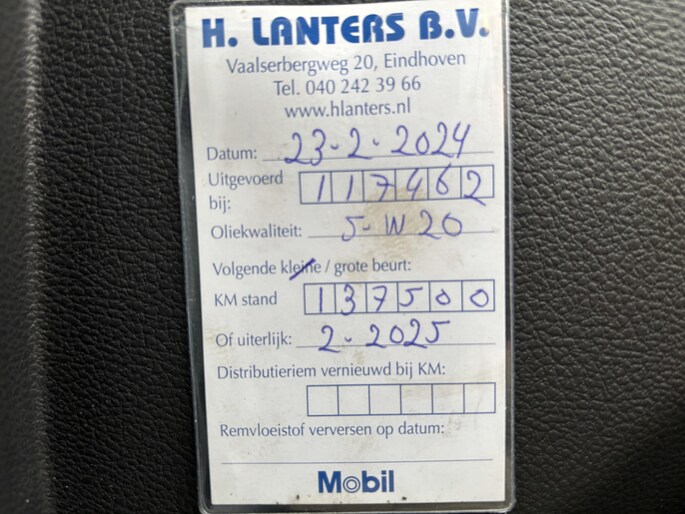 H. LANTERS B.V.
Vaalserbergweg 20, Eindhoven
Tel. 040 242 39 66
www.hlanters.nl
Datum: 23-2-2024
Uitgevoerd bij: 117462
Oliekwaliteit: 5-W20
Volgende kleine / grote beurt:
KM stand 137500
Of uiterlijk: 2-2025
Distributieriem vernieuwd bij KM:
Remvloeistof verversen op datum:
Mobil